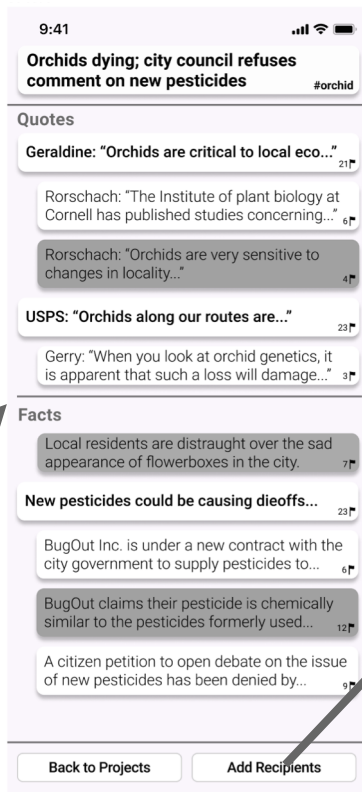 9:41
Orchids dying; city council refuses
comment on new pesticides
#orchid
Quotes
Geraldine: “Orchids are critical to local eco...”
21
Rorschach: “The Institute of plant biology at
Cornell has published studies concerning...”
6
Rorschach: “Orchids are very sensitive to
changes in locality...”
4
USPS: “Orchids along our routes are...”
23
Gerry: “When you look at orchid genetics, it
is apparent that such a loss will damage...”
3
Facts
Local residents are distraught over the sad
appearance of flowerboxes in the city.
7
New pesticides could be causing dieoffs...
23
BugOut Inc. is under a new contract with the
city government to supply pesticides to...
6
BugOut claims their pesticide is chemically
similar to the pesticides formerly used...
12
A citizen petition to open debate on the issue
of new pesticides has been denied by...
9
Back to Projects
Add Recipients